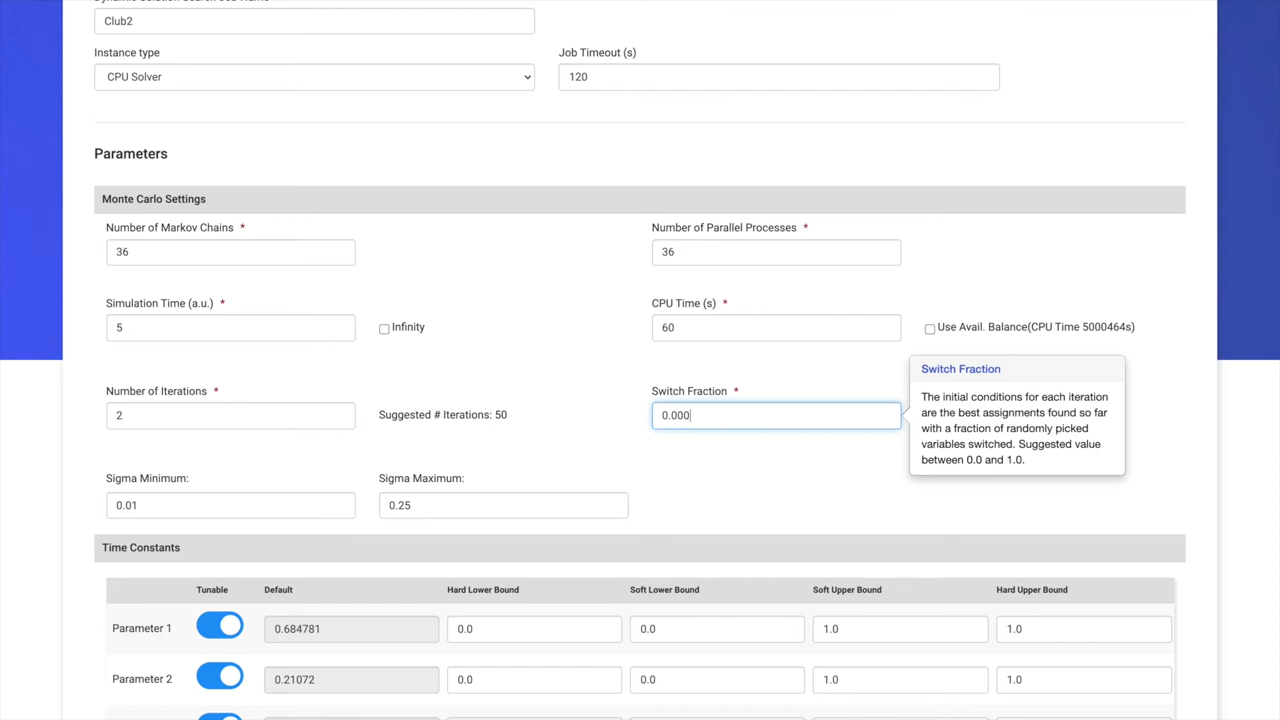 Club2
Instance type
Job Timeout (s)
CPU Solver
120
Parameters
Monte Carlo Settings
Number of Markov Chains *
Number of Parallel Processes *
36
36
Simulation Time (a.u.) *
CPU Time (s) *
5
Infinity
60
Use Avail. Balance(CPU Time 5000464s)
Number of Iterations *
Switch Fraction *
2
Suggested # Iterations: 50
0.000
Switch Fraction
The initial conditions for each iteration
are the best assignments found so far
with a fraction of randomly picked
variables switched. Suggested value
between 0.0 and 1.0.
Sigma Minimum:
Sigma Maximum:
0.01
0.25
Time Constants
Tunable Default Hard Lower Bound Soft Lower Bound Soft Upper Bound Hard Upper Bound
Parameter 1 0.684781 0.0 0.0 1.0 1.0
Parameter 2 0.21072 0.0 0.0 1.0 1.0